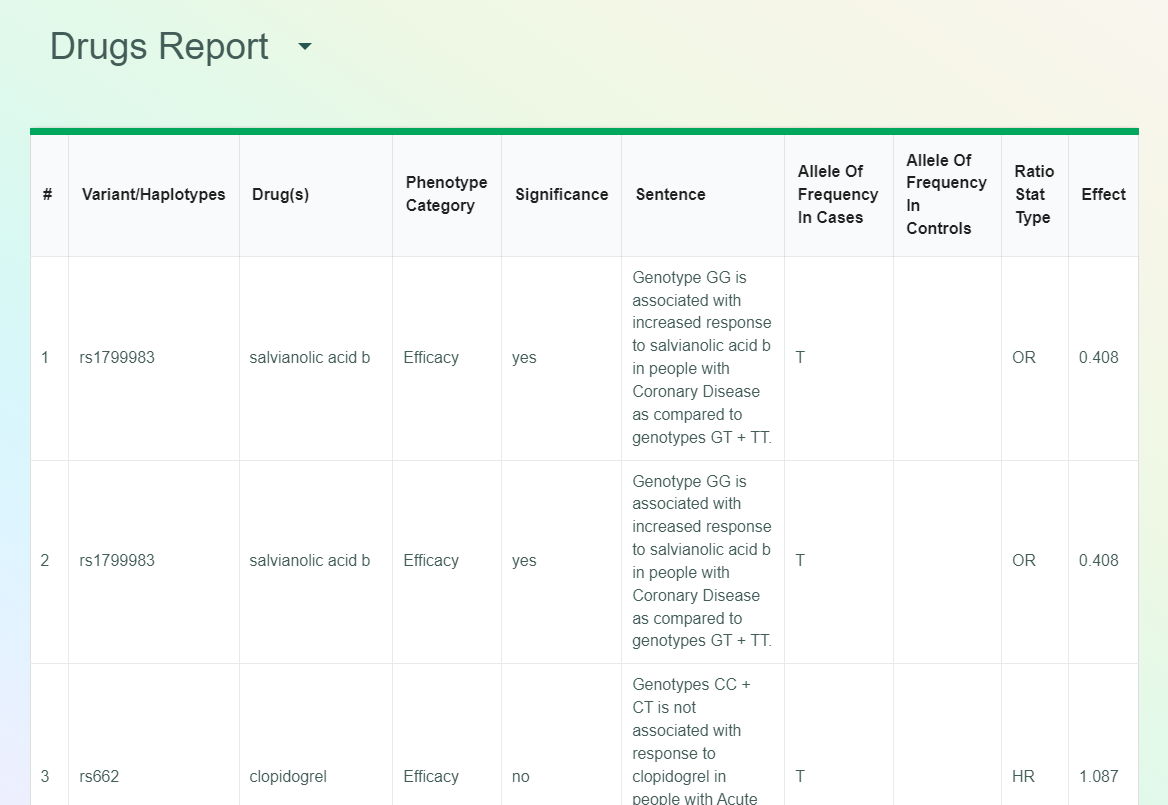 Drugs Report
# Variant/Haplotypes Drug(s) Phenotype Category Significance Sentence Allele Of Frequency In Cases Allele Of Frequency In Controls Ratio Stat Type Effect
1 rs1799983 salvianolic acid b Efficacy yes
Genotype GG is
associated with
increased response
to salvianolic acid b
in people with
Coronary Disease
as compared to
genotypes GT + TT.
T OR 0.408
2 rs1799983 salvianolic acid b Efficacy yes
Genotype GG is
associated with
increased response
to salvianolic acid b
in people with
Coronary Disease
as compared to
genotypes GT + TT.
T OR 0.408
3 rs662 clopidogrel Efficacy no
Genotypes CC +
CT is not
associated with
response to
clopidogrel in
people with Acute
T HR 1.087